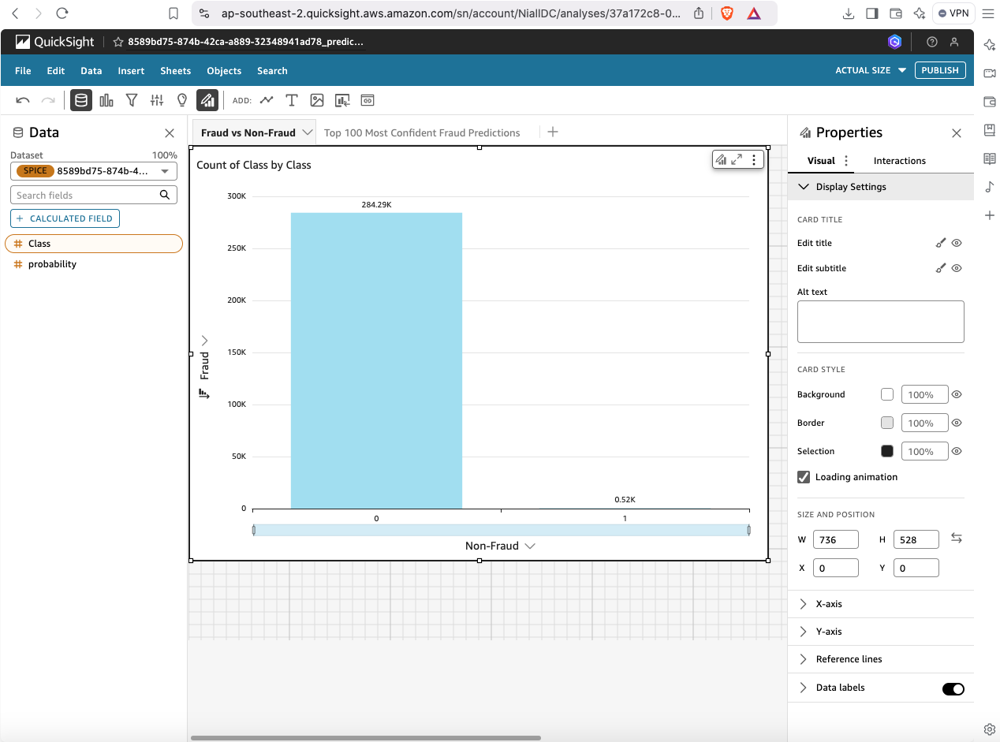 ap-southeast-2.quicksight.aws.amazon.com/sn/account/NiallDC/analyses/37a172c8-0...
VPN
QuickSight
8589bd75-874b-42ca-a889-32348941ad78_predic...
File Edit Data Insert Sheets Objects Search
ACTUAL SIZE PUBLISH
ADD:
Data
Dataset 100%
SPICE 8589bd75-874b-4...
Search fields
+ CALCULATED FIELD
# Class
# probability
Fraud vs Non-Fraud Top 100 Most Confident Fraud Predictions
Count of Class by Class
300K
284.29K
250K
200K
150K
100K
50K
0
0.52K
0 1
Fraud
Non-Fraud
Properties
Visual Interactions
Display Settings
CARD TITLE
Edit title
Edit subtitle
Alt text
CARD STYLE
Background 100%
Border 100%
Selection 100%
Loading animation
SIZE AND POSITION
W 736 H 528
X 0 Y 0
X-axis
Y-axis
Reference lines
Data labels